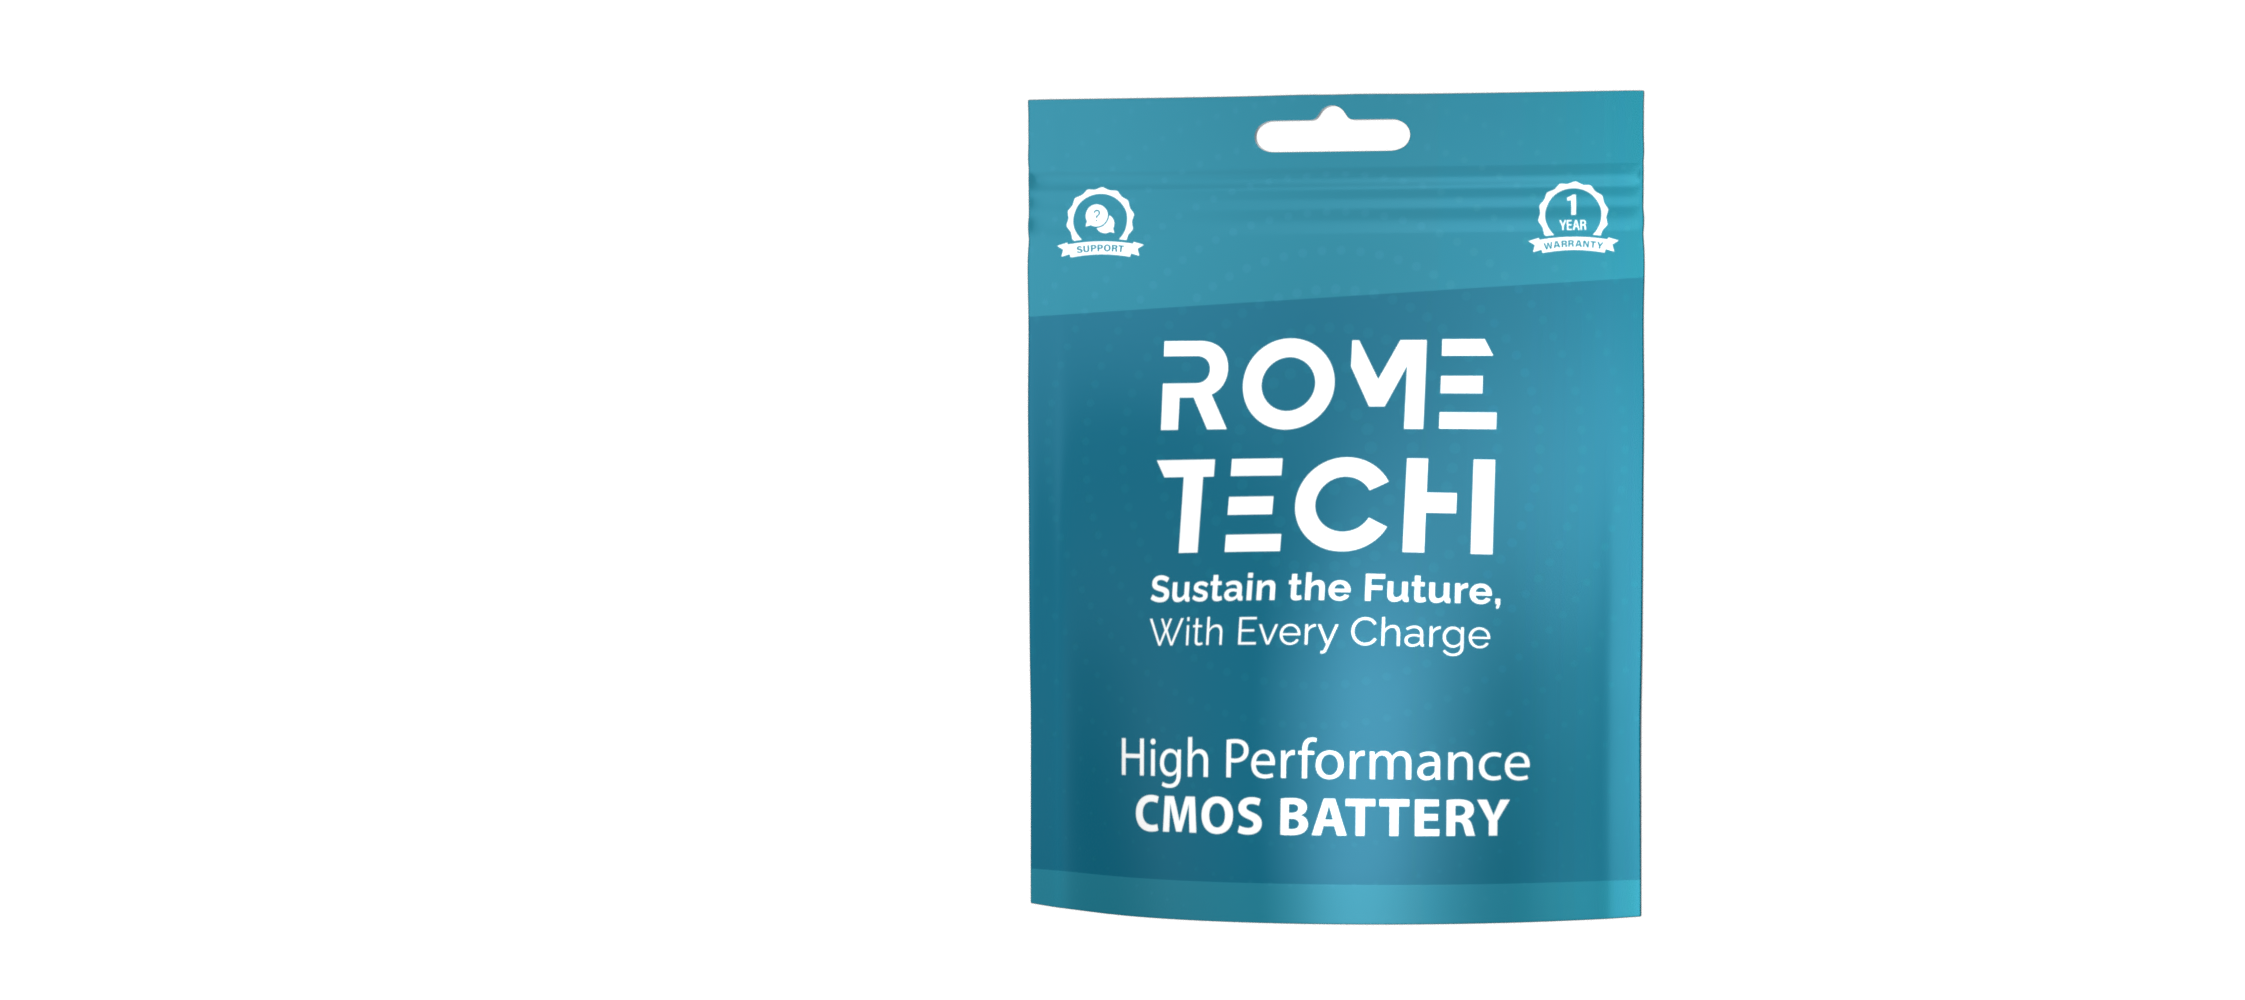 ?
SUPPORT
1
YEAR
WARRANTY
ROME
TECH
Sustain the Future,
With Every Charge
High Performance
CMOS BATTERY